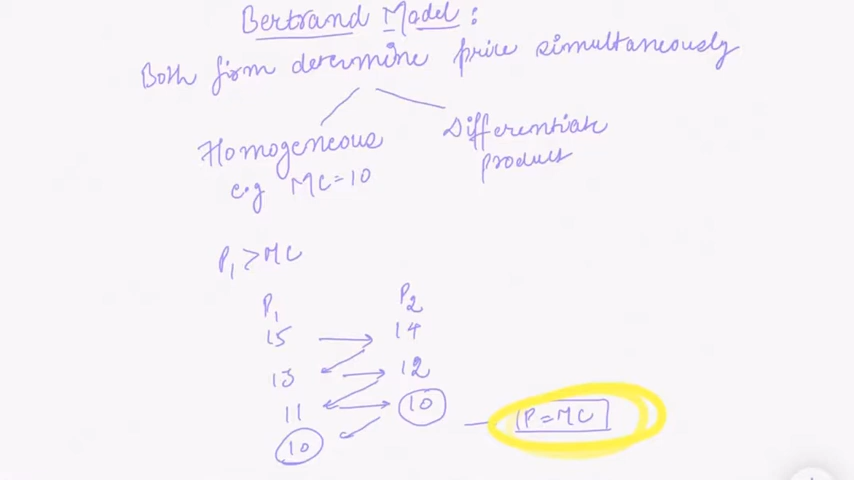 Bertrand Model:
Both firm determine price simultaneously
Homogeneous
e.g MC=10
Differentiate
product
P₁ > MC
P₁ P₂
15 14
13 12
11 10
10
P=MC